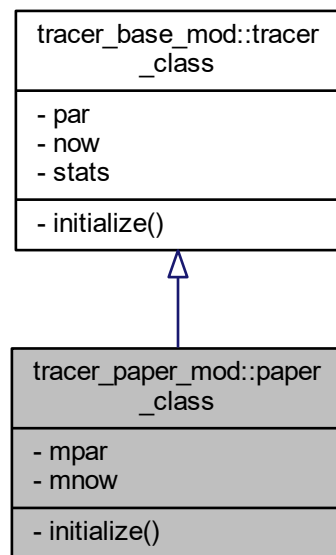 tracer_base_mod::tracer
_class
- par
- now
- stats
- initialize()
tracer_paper_mod::paper
_class
- mpar
- mnow
- initialize()